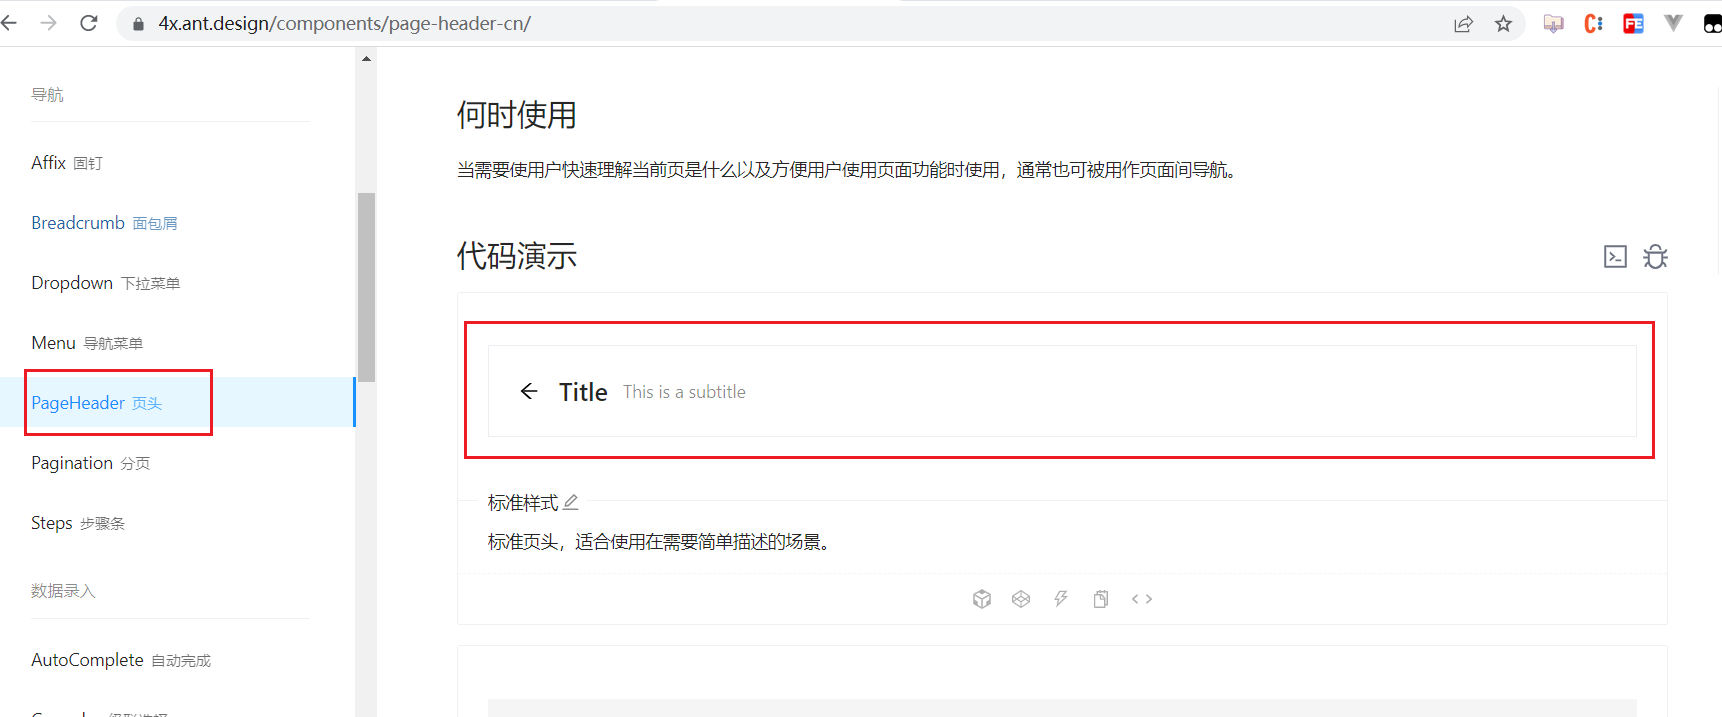 4x.ant.design/components/page-header-cn/
导航
Affix 固钉
Breadcrumb 面包屑
Dropdown 下拉菜单
Menu 导航菜单
PageHeader 页头
Pagination 分页
Steps 步骤条
数据录入
AutoComplete 自动完成
何时使用
当需要使用户快速理解当前页是什么以及方便用户使用页面功能时使用，通常也可被用作页面间导航。
代码演示
Title This is a subtitle
标准样式
标准页头，适合使用在需要简单描述的场景。